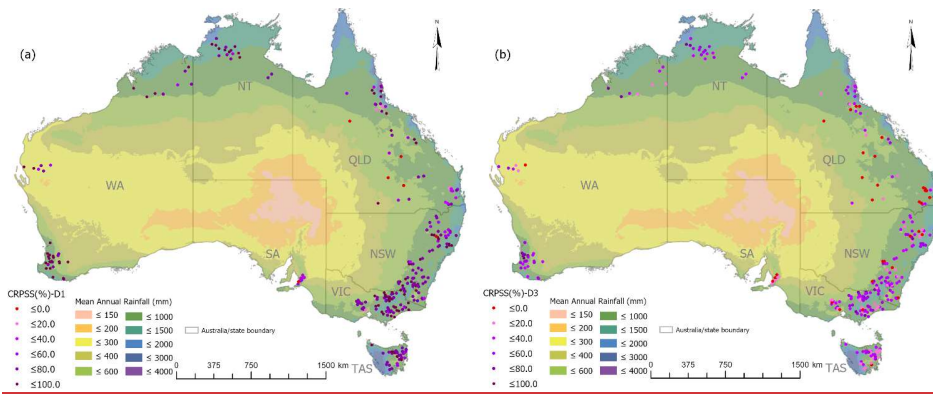 (a)
N
NT
QLD
WA
SA
NSW
VIC
TAS
CRPSS(%)-D1
≤0.0
≤20.0
≤40.0
≤60.0
≤80.0
≤100.0
Mean Annual Rainfall (mm)
≤ 150
≤ 200
≤ 300
≤ 400
≤ 600
≤ 1000
≤ 1500
≤ 2000
≤ 3000
≤ 4000
Australia/state boundary
0 375 750 1500 km
(b)
N
NT
QLD
WA
SA
NSW
VIC
TAS
CRPSS(%)-D3
≤0.0
≤20.0
≤40.0
≤60.0
≤80.0
≤100.0
Mean Annual Rainfall (mm)
≤ 150
≤ 200
≤ 300
≤ 400
≤ 600
≤ 1000
≤ 1500
≤ 2000
≤ 3000
≤ 4000
Australia/state boundary
0 375 750 1500 km